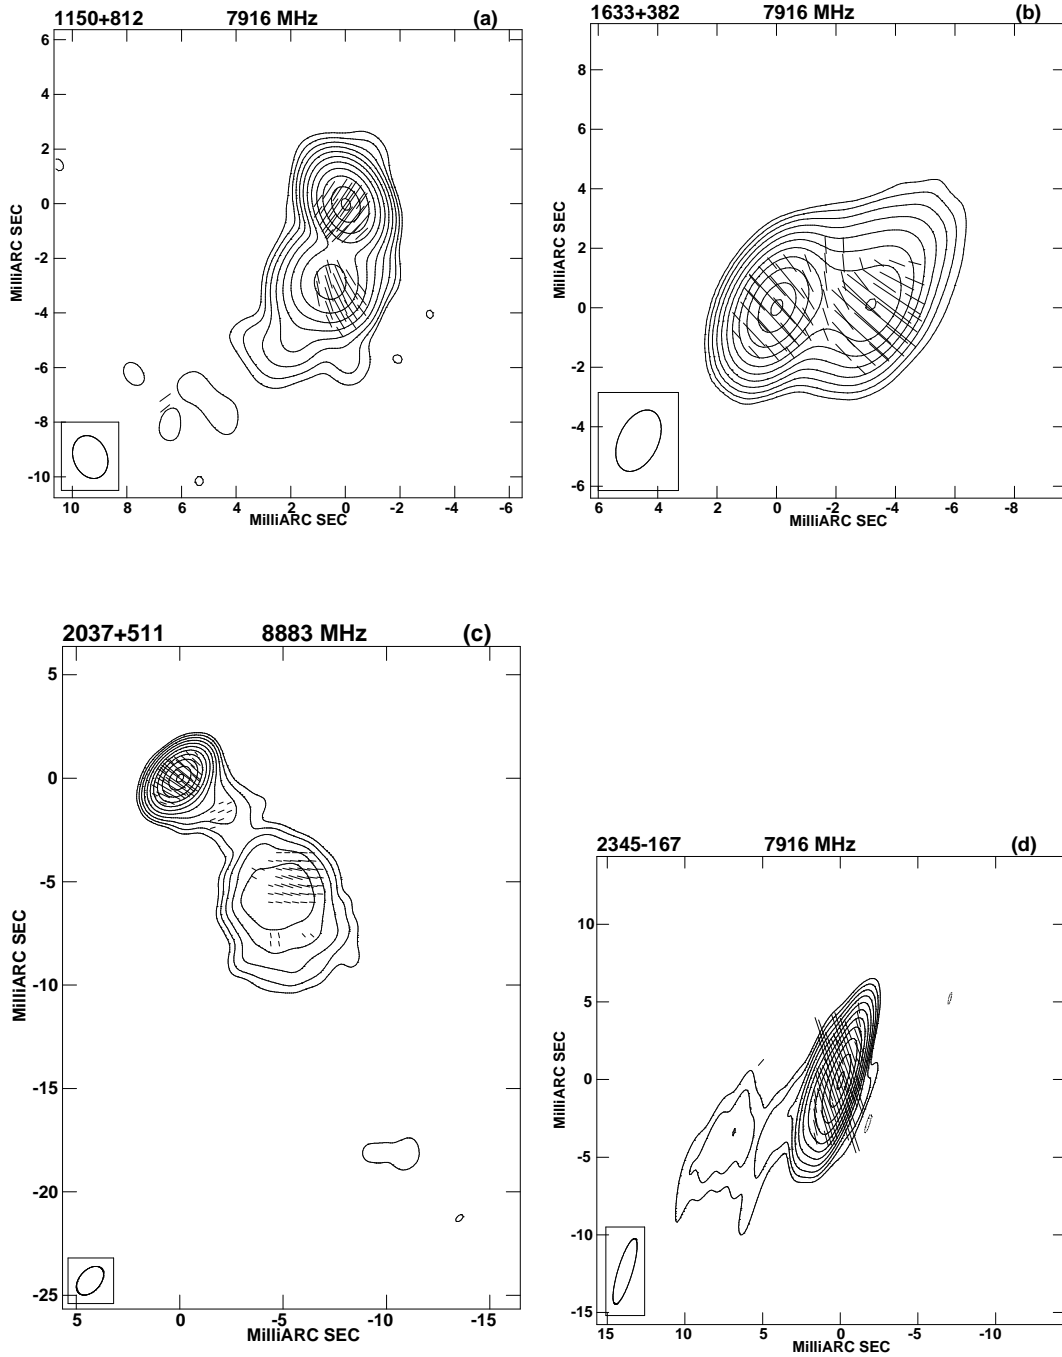 1150+812 7916 MHz (a)
6
4
2
0
-2
-4
-6
-8
-10
MilliARC SEC
10 8 6 4 2 0 -2 -4 -6
MilliARC SEC
1633+382 7916 MHz (b)
8
6
4
2
0
-2
-4
-6
MilliARC SEC
6 4 2 0 -2 -4 -6 -8
MilliARC SEC
2037+511 8883 MHz (c)
5
0
-5
-10
-15
-20
-25
MilliARC SEC
5 0 -5 -10 -15
MilliARC SEC
2345-167 7916 MHz (d)
10
5
0
-5
-10
-15
MilliARC SEC
15 10 5 0 -5 -10
MilliARC SEC